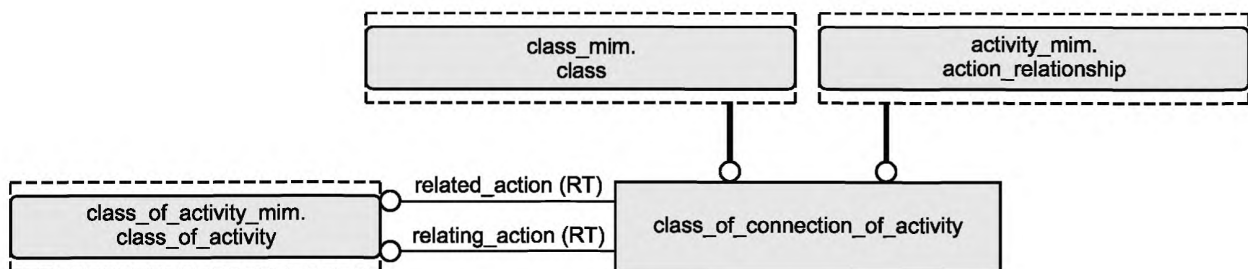 class_mim.
class
activity_mim.
action_relationship
related_action (RT)
class_of_activity_mim.
class_of_activity
relating_action (RT)
class_of_connection_of_activity